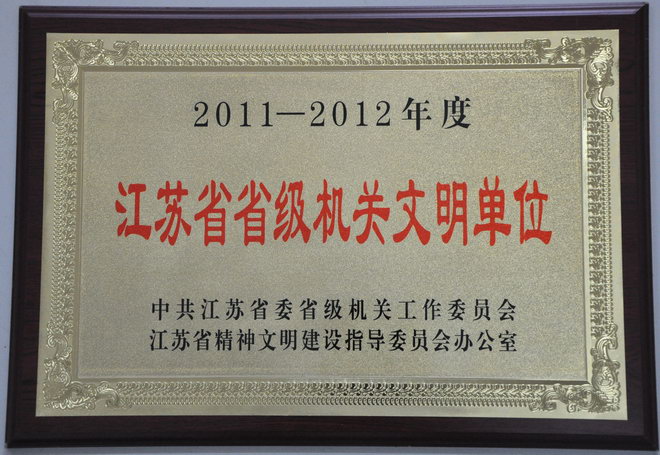 2011—2012年度
江苏省省级机关文明单位
中共江苏省委省级机关工作委员会
江苏省精神文明建设指导委员会办公室